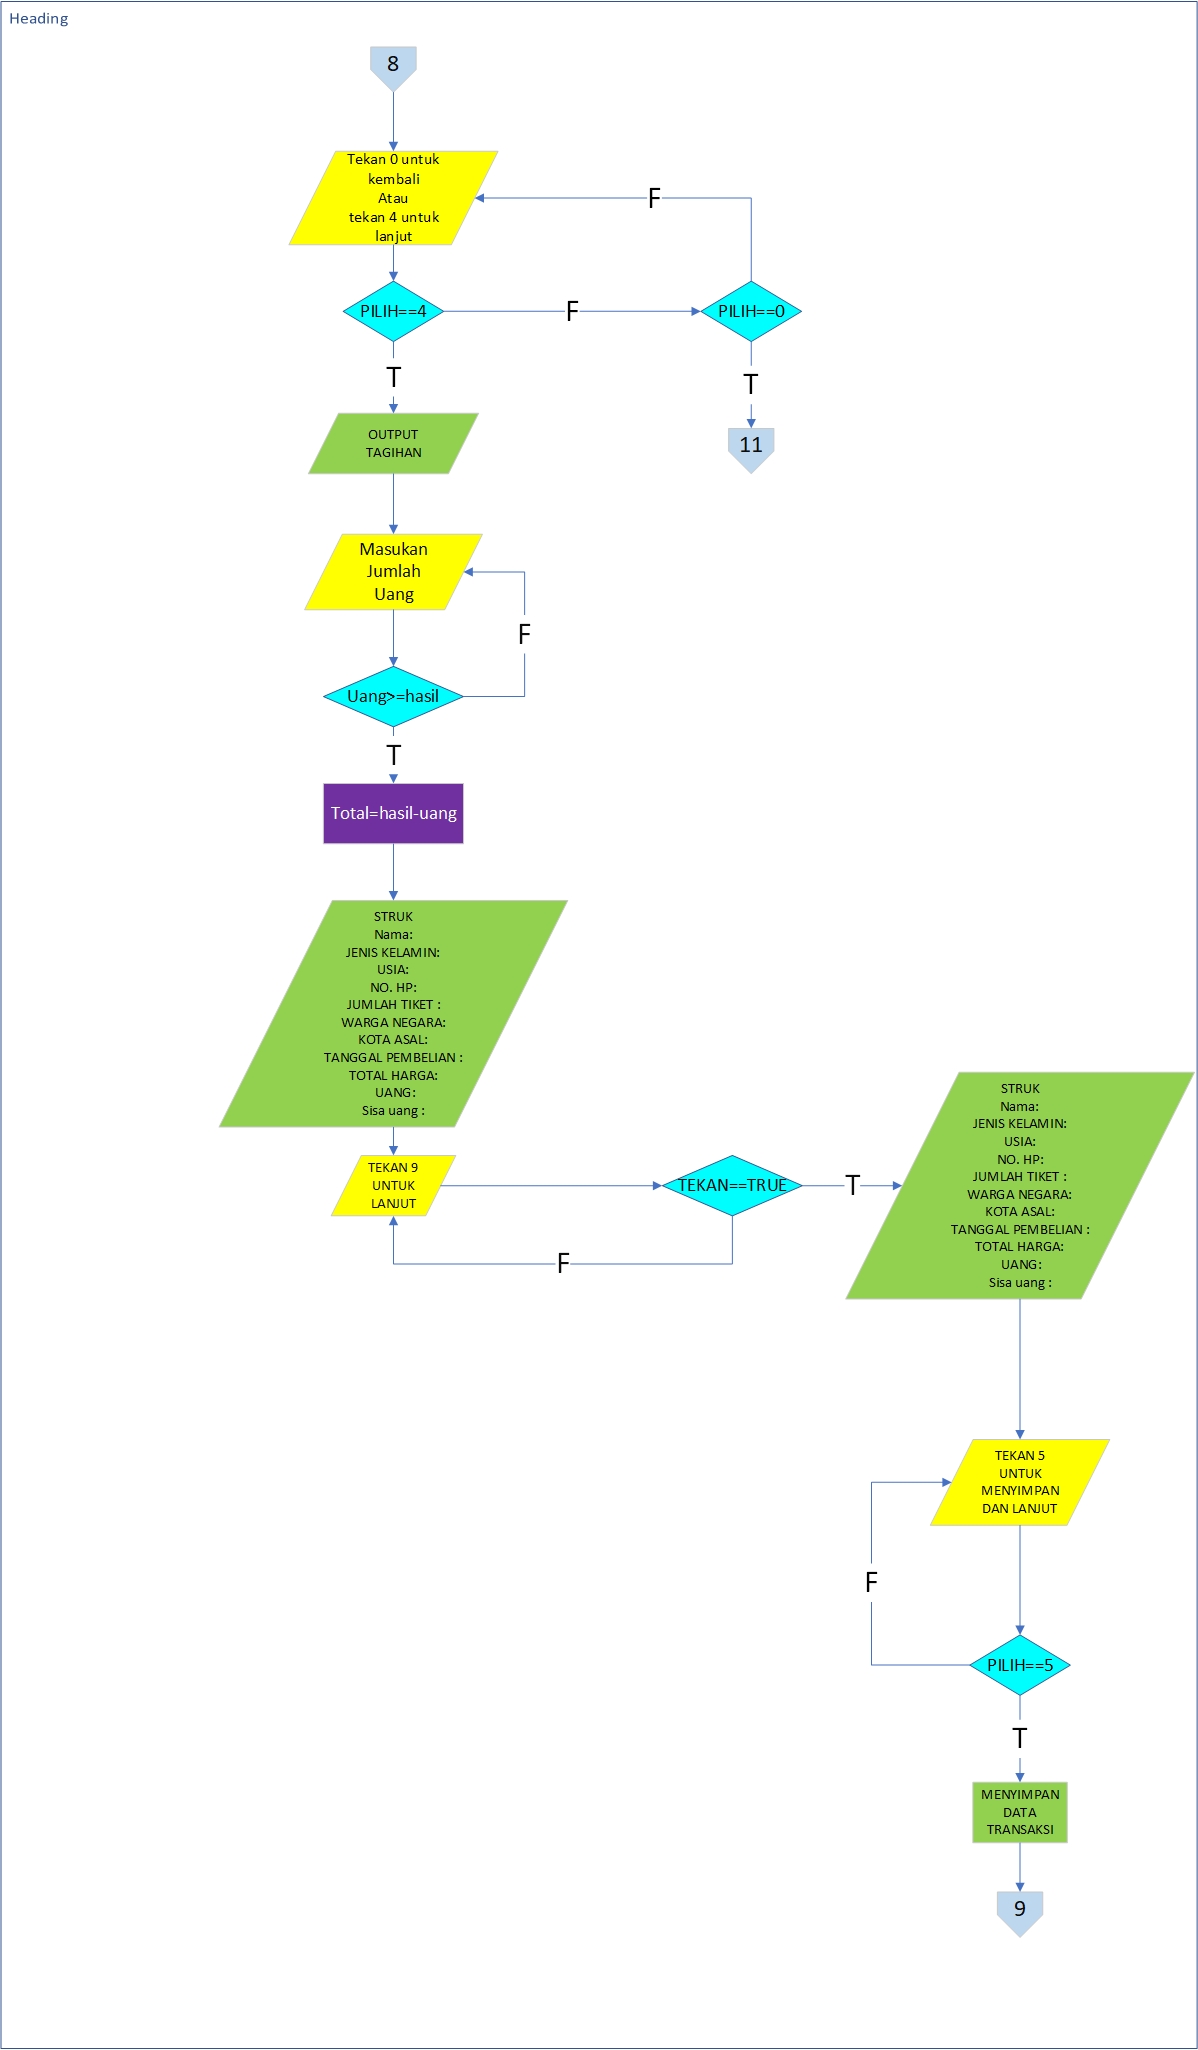 Heading
8
Tekan 0 untuk
kembali
Atau
tekan 4 untuk
lanjut
F
PILIH==4
F
PILIH==0
T
T
OUTPUT
TAGIHAN
11
Masukan
Jumlah
Uang
F
Uang>=hasil
T
Total=hasil-uang
STRUK
Nama:
JENIS KELAMIN:
USIA:
NO. HP:
JUMLAH TIKET :
WARGA NEGARA:
KOTA ASAL:
TANGGAL PEMBELIAN :
TOTAL HARGA:
UANG:
Sisa uang :
TEKAN 9
UNTUK
LANJUT
TEKAN==TRUE
T
F
STRUK
Nama:
JENIS KELAMIN:
USIA:
NO. HP:
JUMLAH TIKET :
WARGA NEGARA:
KOTA ASAL:
TANGGAL PEMBELIAN :
TOTAL HARGA:
UANG:
Sisa uang :
TEKAN 5
UNTUK
MENYIMPAN
DAN LANJUT
F
PILIH==5
T
MENYIMPAN
DATA
TRANSAKSI
9